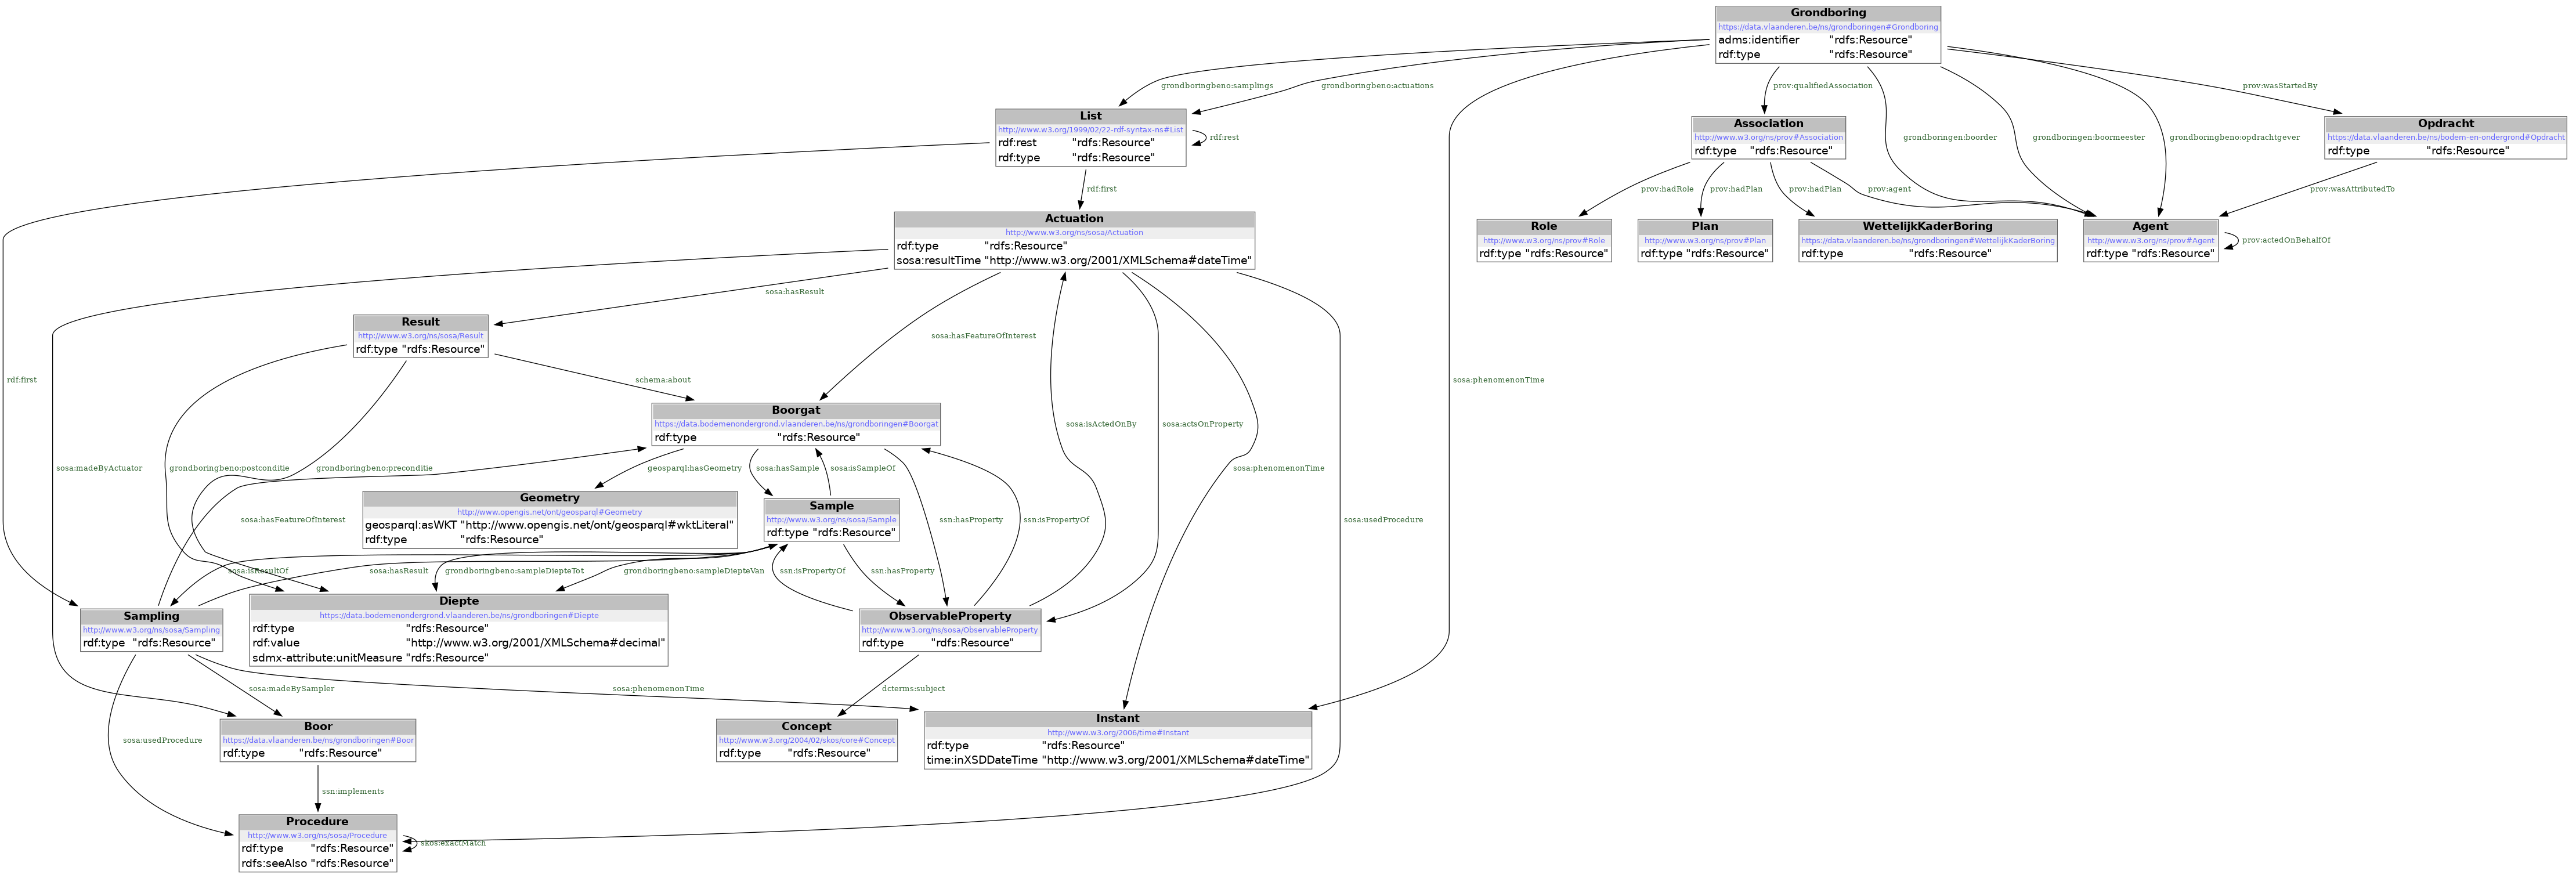 Grondboring
https://data.vlaanderen.be/ns/grondboringen#Grondboring
adms:identifier "rdfs:Resource"
rdf:type "rdfs:Resource"
grondboringbeno:samplings
grondboringbeno:actuations
prov:qualifiedAssociation
prov:wasStartedBy
List
http://www.w3.org/1999/02/22-rdf-syntax-ns#List
rdf:rest "rdfs:Resource"
rdf:type "rdfs:Resource"
rdf:rest
Association
http://www.w3.org/ns/prov#Association
rdf:type "rdfs:Resource"
grondboringen:boorder
grondboringen:boormeester
grondboringbeno:opdrachtgever
Opdracht
https://data.vlaanderen.be/ns/bodem-en-ondergrond#Opdracht
rdf:type "rdfs:Resource"
rdf:first
prov:hadRole
prov:hadPlan
prov:hadPlan
prov:agent
prov:wasAttributedTo
Actuation
http://www.w3.org/ns/sosa/Actuation
rdf:type "rdfs:Resource"
sosa:resultTime "http://www.w3.org/2001/XMLSchema#dateTime"
Role
http://www.w3.org/ns/prov#Role
rdf:type "rdfs:Resource"
Plan
http://www.w3.org/ns/prov#Plan
rdf:type "rdfs:Resource"
WettelijkKaderBoring
https://data.vlaanderen.be/ns/grondboringen#WettelijkKaderBoring
rdf:type "rdfs:Resource"
Agent
http://www.w3.org/ns/prov#Agent
rdf:type "rdfs:Resource"
prov:actedOnBehalfOf
sosa:hasResult
Result
http://www.w3.org/ns/sosa/Result
rdf:type "rdfs:Resource"
sosa:hasFeatureOfInterest
rdf:first
schema:about
sosa:phenomenonTime
Boorgat
https://data.bodemenondergrond.vlaanderen.be/ns/grondboringen#Boorgat
rdf:type "rdfs:Resource"
sosa:isActedOnBy
sosa:actsOnProperty
sosa:madeByActuator
grondboringbeno:postconditie
grondboringbeno:preconditie
geosparql:hasGeometry
sosa:hasSample
sosa:isSampleOf
sosa:phenomenonTime
Geometry
http://www.opengis.net/ont/geosparql#Geometry
geosparql:asWKT "http://www.opengis.net/ont/geosparql#wktLiteral"
rdf:type "rdfs:Resource"
Sample
http://www.w3.org/ns/sosa/Sample
rdf:type "rdfs:Resource"
sosa:hasFeatureOfInterest
ssn:hasProperty
ssn:isPropertyOf
sosa:usedProcedure
sosa:isResultOf
sosa:hasResult
grondboringbeno:sampleDiepteTot
grondboringbeno:sampleDiepteVan
ssn:isPropertyOf
ssn:hasProperty
Sampling
http://www.w3.org/ns/sosa/Sampling
rdf:type "rdfs:Resource"
Diepte
https://data.bodemenondergrond.vlaanderen.be/ns/grondboringen#Diepte
rdf:type "rdfs:Resource"
rdf:value "http://www.w3.org/2001/XMLSchema#decimal"
sdmx-attribute:unitMeasure "rdfs:Resource"
ObservableProperty
http://www.w3.org/ns/sosa/ObservableProperty
rdf:type "rdfs:Resource"
sosa:madeBySampler
sosa:phenomenonTime
dcterms:subject
Boor
https://data.vlaanderen.be/ns/grondboringen#Boor
rdf:type "rdfs:Resource"
Concept
http://www.w3.org/2004/02/skos/core#Concept
rdf:type "rdfs:Resource"
Instant
http://www.w3.org/2006/time#Instant
rdf:type "rdfs:Resource"
time:inXSDDateTime "http://www.w3.org/2001/XMLSchema#dateTime"
sosa:usedProcedure
ssn:implements
Procedure
http://www.w3.org/ns/sosa/Procedure
rdf:type "rdfs:Resource"
rdfs:seeAlso "rdfs:Resource"
skos:exactMatch